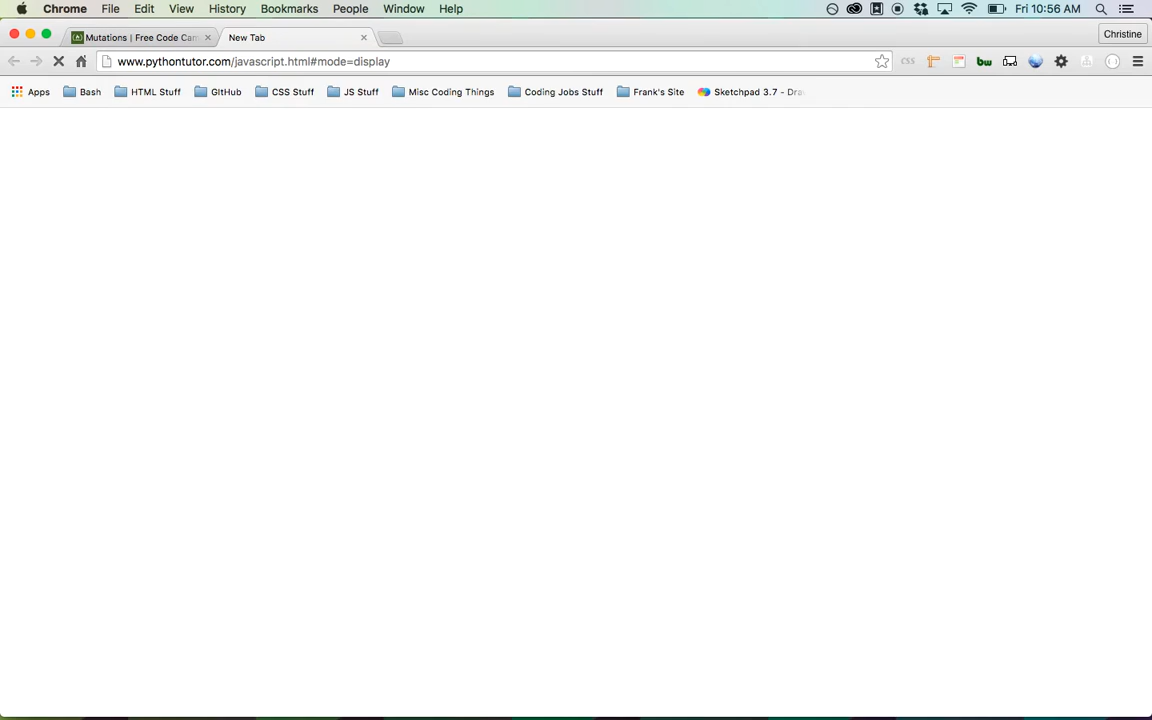 Chrome File Edit View History Bookmarks People Window Help Fri 10:56 AM
Mutations | Free Code Cam New Tab Christine
www.pythontutor.com/javascript.html#mode=display CSS bw
Apps Bash HTML Stuff GItHub CSS Stuff JS Stuff Misc Coding Things Coding Jobs Stuff Frank's Site Sketchpad 3.7 - Dra